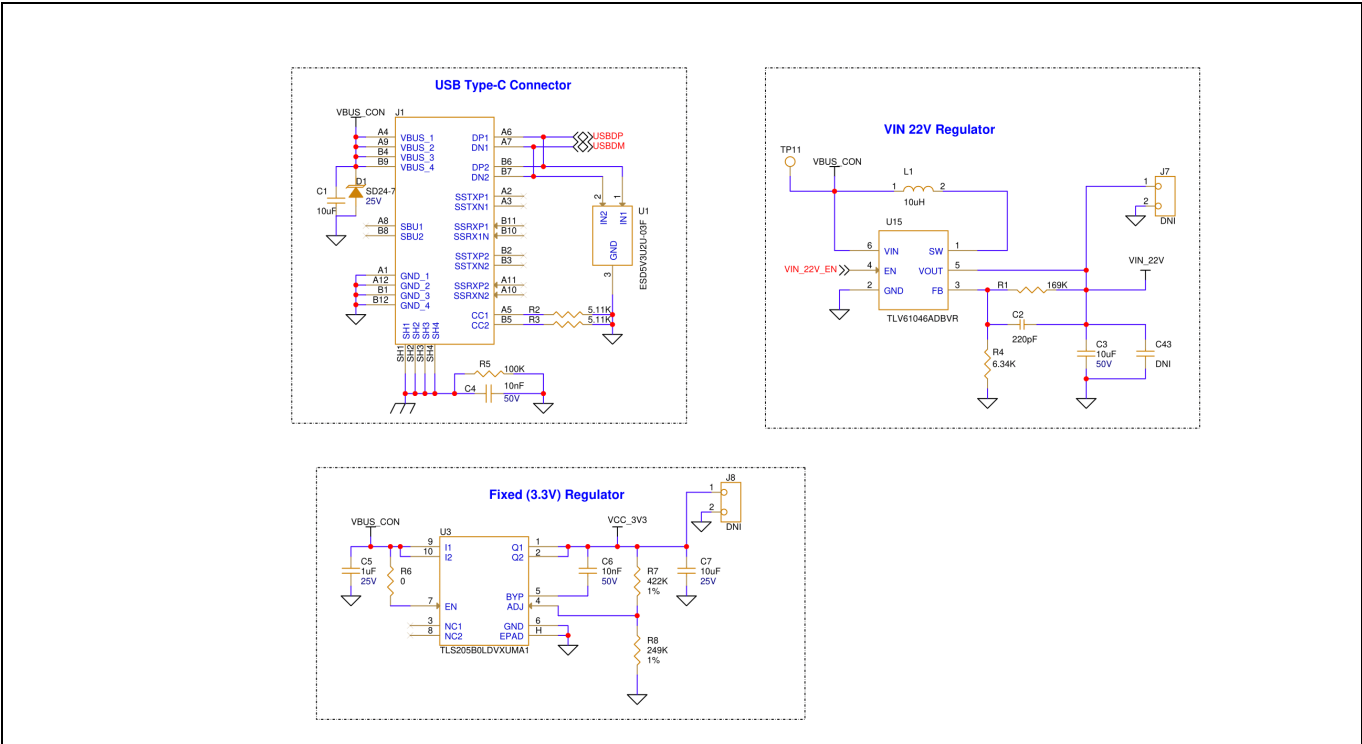 USB Type-C Connector
VBUS_CON
J1
A4
A9
B4
B9
VBUS_1
VBUS_2
VBUS_3
VBUS_4
DP1
DN1
DP2
DN2
A6
A7
B6
B7
USBDP
USBDM
C1
10uF
D1
SD24-7
25V
SSTXP1
SSTXN1
A2
A3
A8
B8
SBU1
SBU2
SSRXP1
SSRX1N
B11
B10
SSTXP2
SSTXN2
B2
B3
A1
A12
B1
B12
GND_1
GND_2
GND_3
GND_4
SSRXP2
SSRXN2
A11
A10
CC1
CC2
A5
B5
R2
R3
5.11K
5.11K
SH1
SH2
SH3
SH4
SH1
SH2
SH3
SH4
2
1
IN2
IN1
GND
3
U1
ESD5V3U2U-03F
R5
100K
C4
10nF
50V
VIN 22V Regulator
TP11
VBUS_CON
L1
1
2
10uH
J7
1
2
DNI
U15
6
VIN
SW
1
VIN_22V_EN
4
EN
VOUT
5
2
GND
FB
3
TLV61046ADBVR
VIN_22V
R1
169K
C2
220pF
R4
6.34K
C3
10uF
50V
C43
DNI
Fixed (3.3V) Regulator
VBUS_CON
U3
9
10
I1
I2
Q1
Q2
1
2
VCC_3V3
J8
1
2
DNI
C5
1uF
25V
R6
0
7
EN
BYP
ADJ
5
4
3
8
NC1
NC2
GND
EPAD
6
H
TLS205B0LDVXUMA1
C6
10nF
50V
R7
422K
1%
C7
10uF
25V
R8
249K
1%